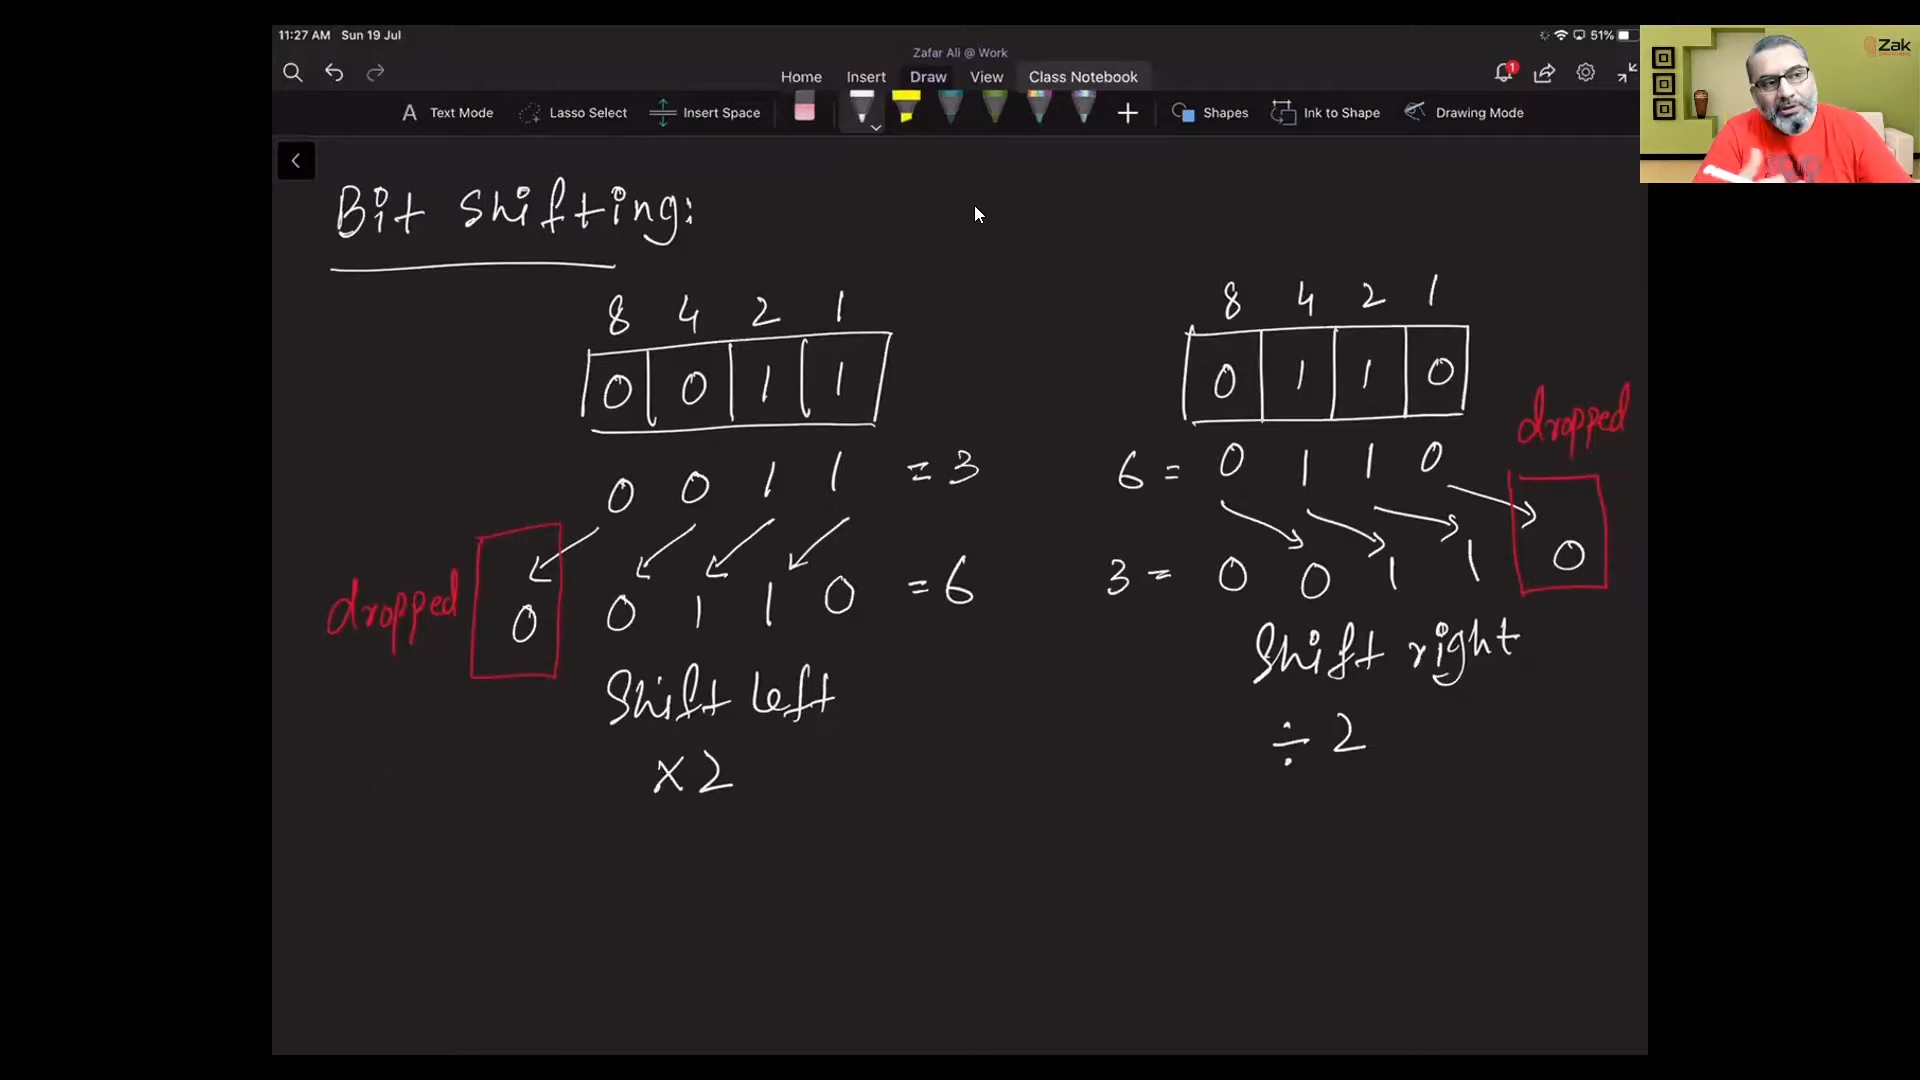 11:27 AM Sun 19 Jul
51%
Zafar Ali @ Work
Home Insert Draw View Class Notebook
1
Zak
A Text Mode Lasso Select Insert Space Shapes Ink to Shape Drawing Mode
Bit Shifting:
8 4 2 1
0 0 1 1
0 0 1 1 = 3
dropped 0 0 1 1 0 = 6
Shift left
× 2
8 4 2 1
0 1 1 0
dropped
6 = 0 1 1 0
3 = 0 0 1 1 0
Shift right
÷ 2